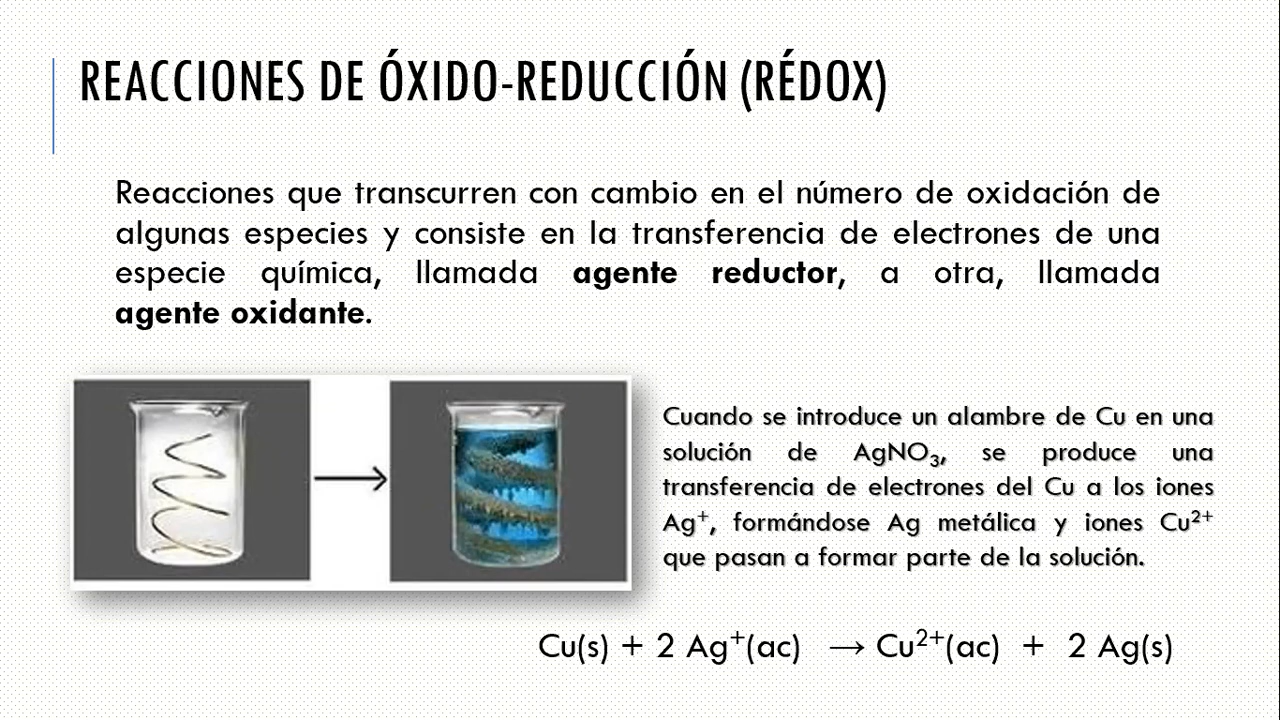 REACCIONES DE ÓXIDO-REDUCCIÓN (RÉDOX)
Reacciones que transcurren con cambio en el número de oxidación de
algunas especies y consiste en la transferencia de electrones de una
especie química, llamada agente reductor, a otra, llamada
agente oxidante.
Cuando se introduce un alambre de Cu en una
solución de AgNO₃, se produce una
transferencia de electrones del Cu a los iones
Ag⁺, formándose Ag metálica y iones Cu²⁺
que pasan a formar parte de la solución.
Cu(s) + 2 Ag⁺(ac) → Cu²⁺(ac) + 2 Ag(s)